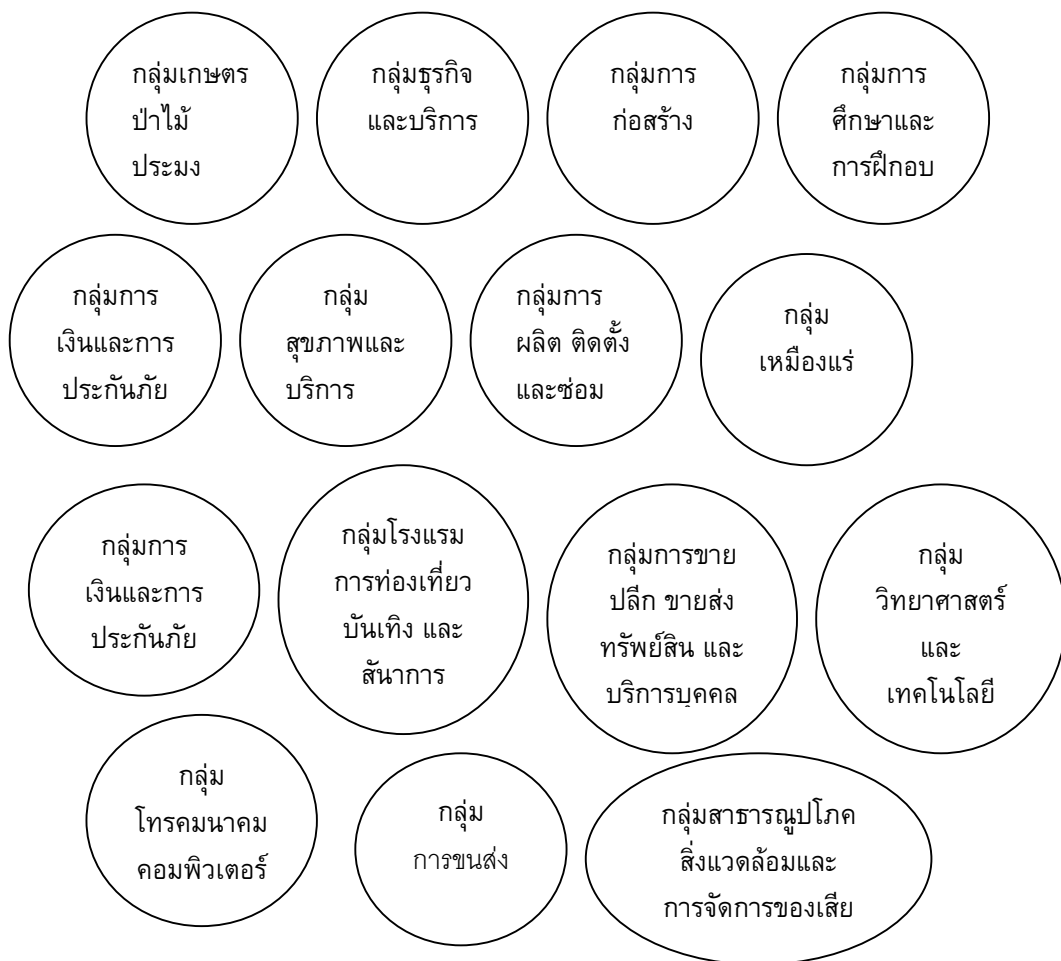 กลุ่มเกษตร
ป่าไม้
ประมง
กลุ่มธุรกิจ
และบริการ
กลุ่มการ
ก่อสร้าง
กลุ่มการ
ศึกษาและ
การฝึกอบ
กลุ่มการ
เงินและการ
ประกันภัย
กลุ่ม
สุขภาพและ
บริการ
กลุ่มการ
ผลิต ติดตั้ง
และซ่อม
กลุ่ม
เหมืองแร่
กลุ่มการ
เงินและการ
ประกันภัย
กลุ่มโรงแรม
การท่องเที่ยว
บันเทิง และ
สันาการ
กลุ่มการขาย
ปลีก ขายส่ง
ทรัพย์สิน และ
บริการบุคคล
กลุ่ม
วิทยาศาสตร์
และ
เทคโนโลยี
กลุ่ม
โทรคมนาคม
คอมพิวเตอร์
กลุ่ม
การขนส่ง
กลุ่มสาธารณูปโภค
สิ่งแวดล้อมและ
การจัดการของเสีย